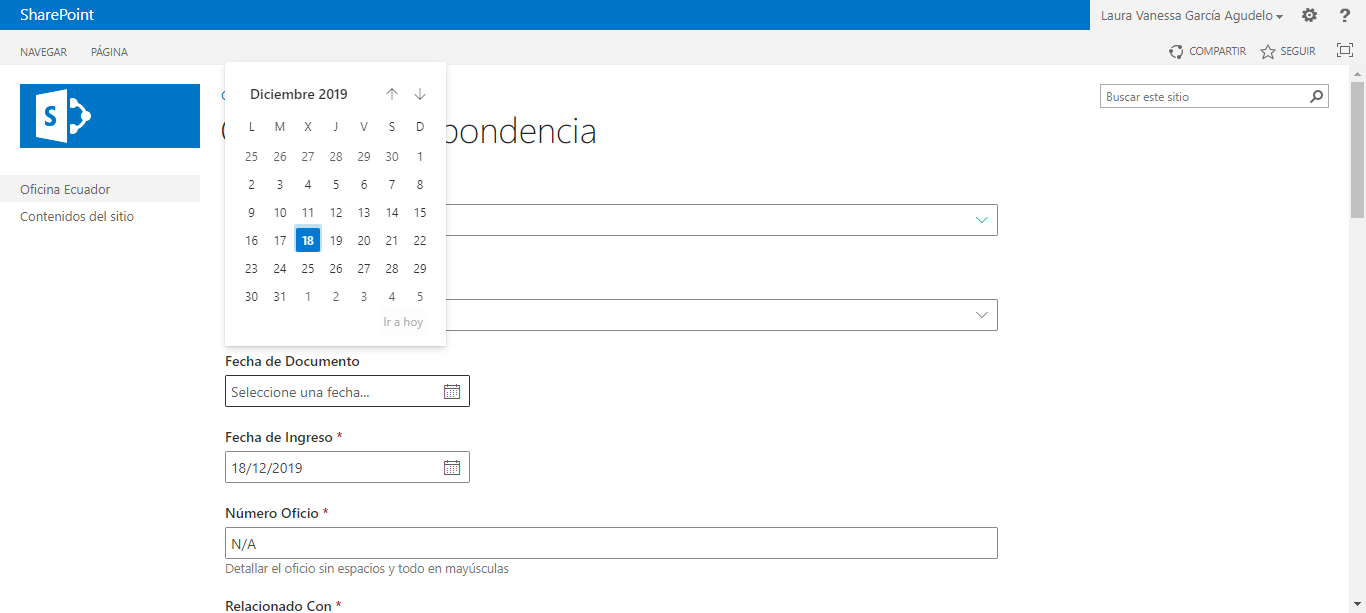 SharePoint
Laura Vanessa García Agudelo
?
NAVEGAR PÁGINA
COMPARTIR SEGUIR
S
Buscar este sitio
pondencia
Oficina Ecuador
Contenidos del sitio
Diciembre 2019
L M X J V S D
25 26 27 28 29 30 1
2 3 4 5 6 7 8
9 10 11 12 13 14 15
16 17 18 19 20 21 22
23 24 25 26 27 28 29
30 31 1 2 3 4 5
Ir a hoy
Fecha de Documento
Seleccione una fecha...
Fecha de Ingreso *
18/12/2019
Número Oficio *
N/A
Detallar el oficio sin espacios y todo en mayúsculas
Relacionado Con *